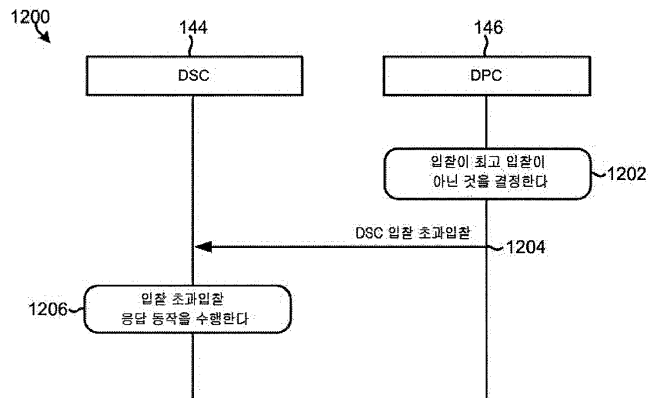 1200
144
146
DSC
DPC
입찰이 최고 입찰이
아닌 것을 결정한다
1202
DSC 입찰 초과입찰
1204
입찰 초과입찰
응답 동작을 수행한다
1206